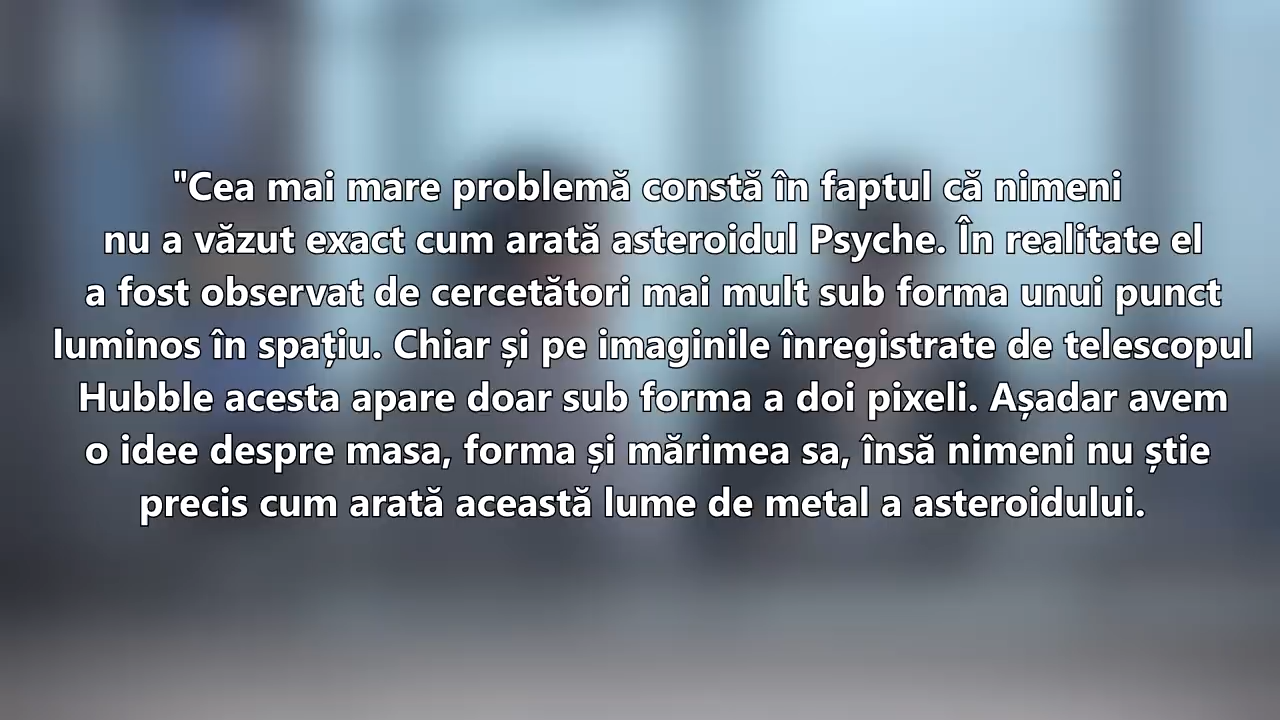 "Cea mai mare problemă constă în faptul că nimeni
nu a văzut exact cum arată asteroidul Psyche. În realitate el
a fost observat de cercetători mai mult sub forma unui punct
luminos în spațiu. Chiar și pe imaginile înregistrate de telescopul
Hubble acesta apare doar sub forma a doi pixeli. Așadar avem
o idee despre masa, forma și mărimea sa, însă nimeni nu știe
precis cum arată această lume de metal a asteroidului.